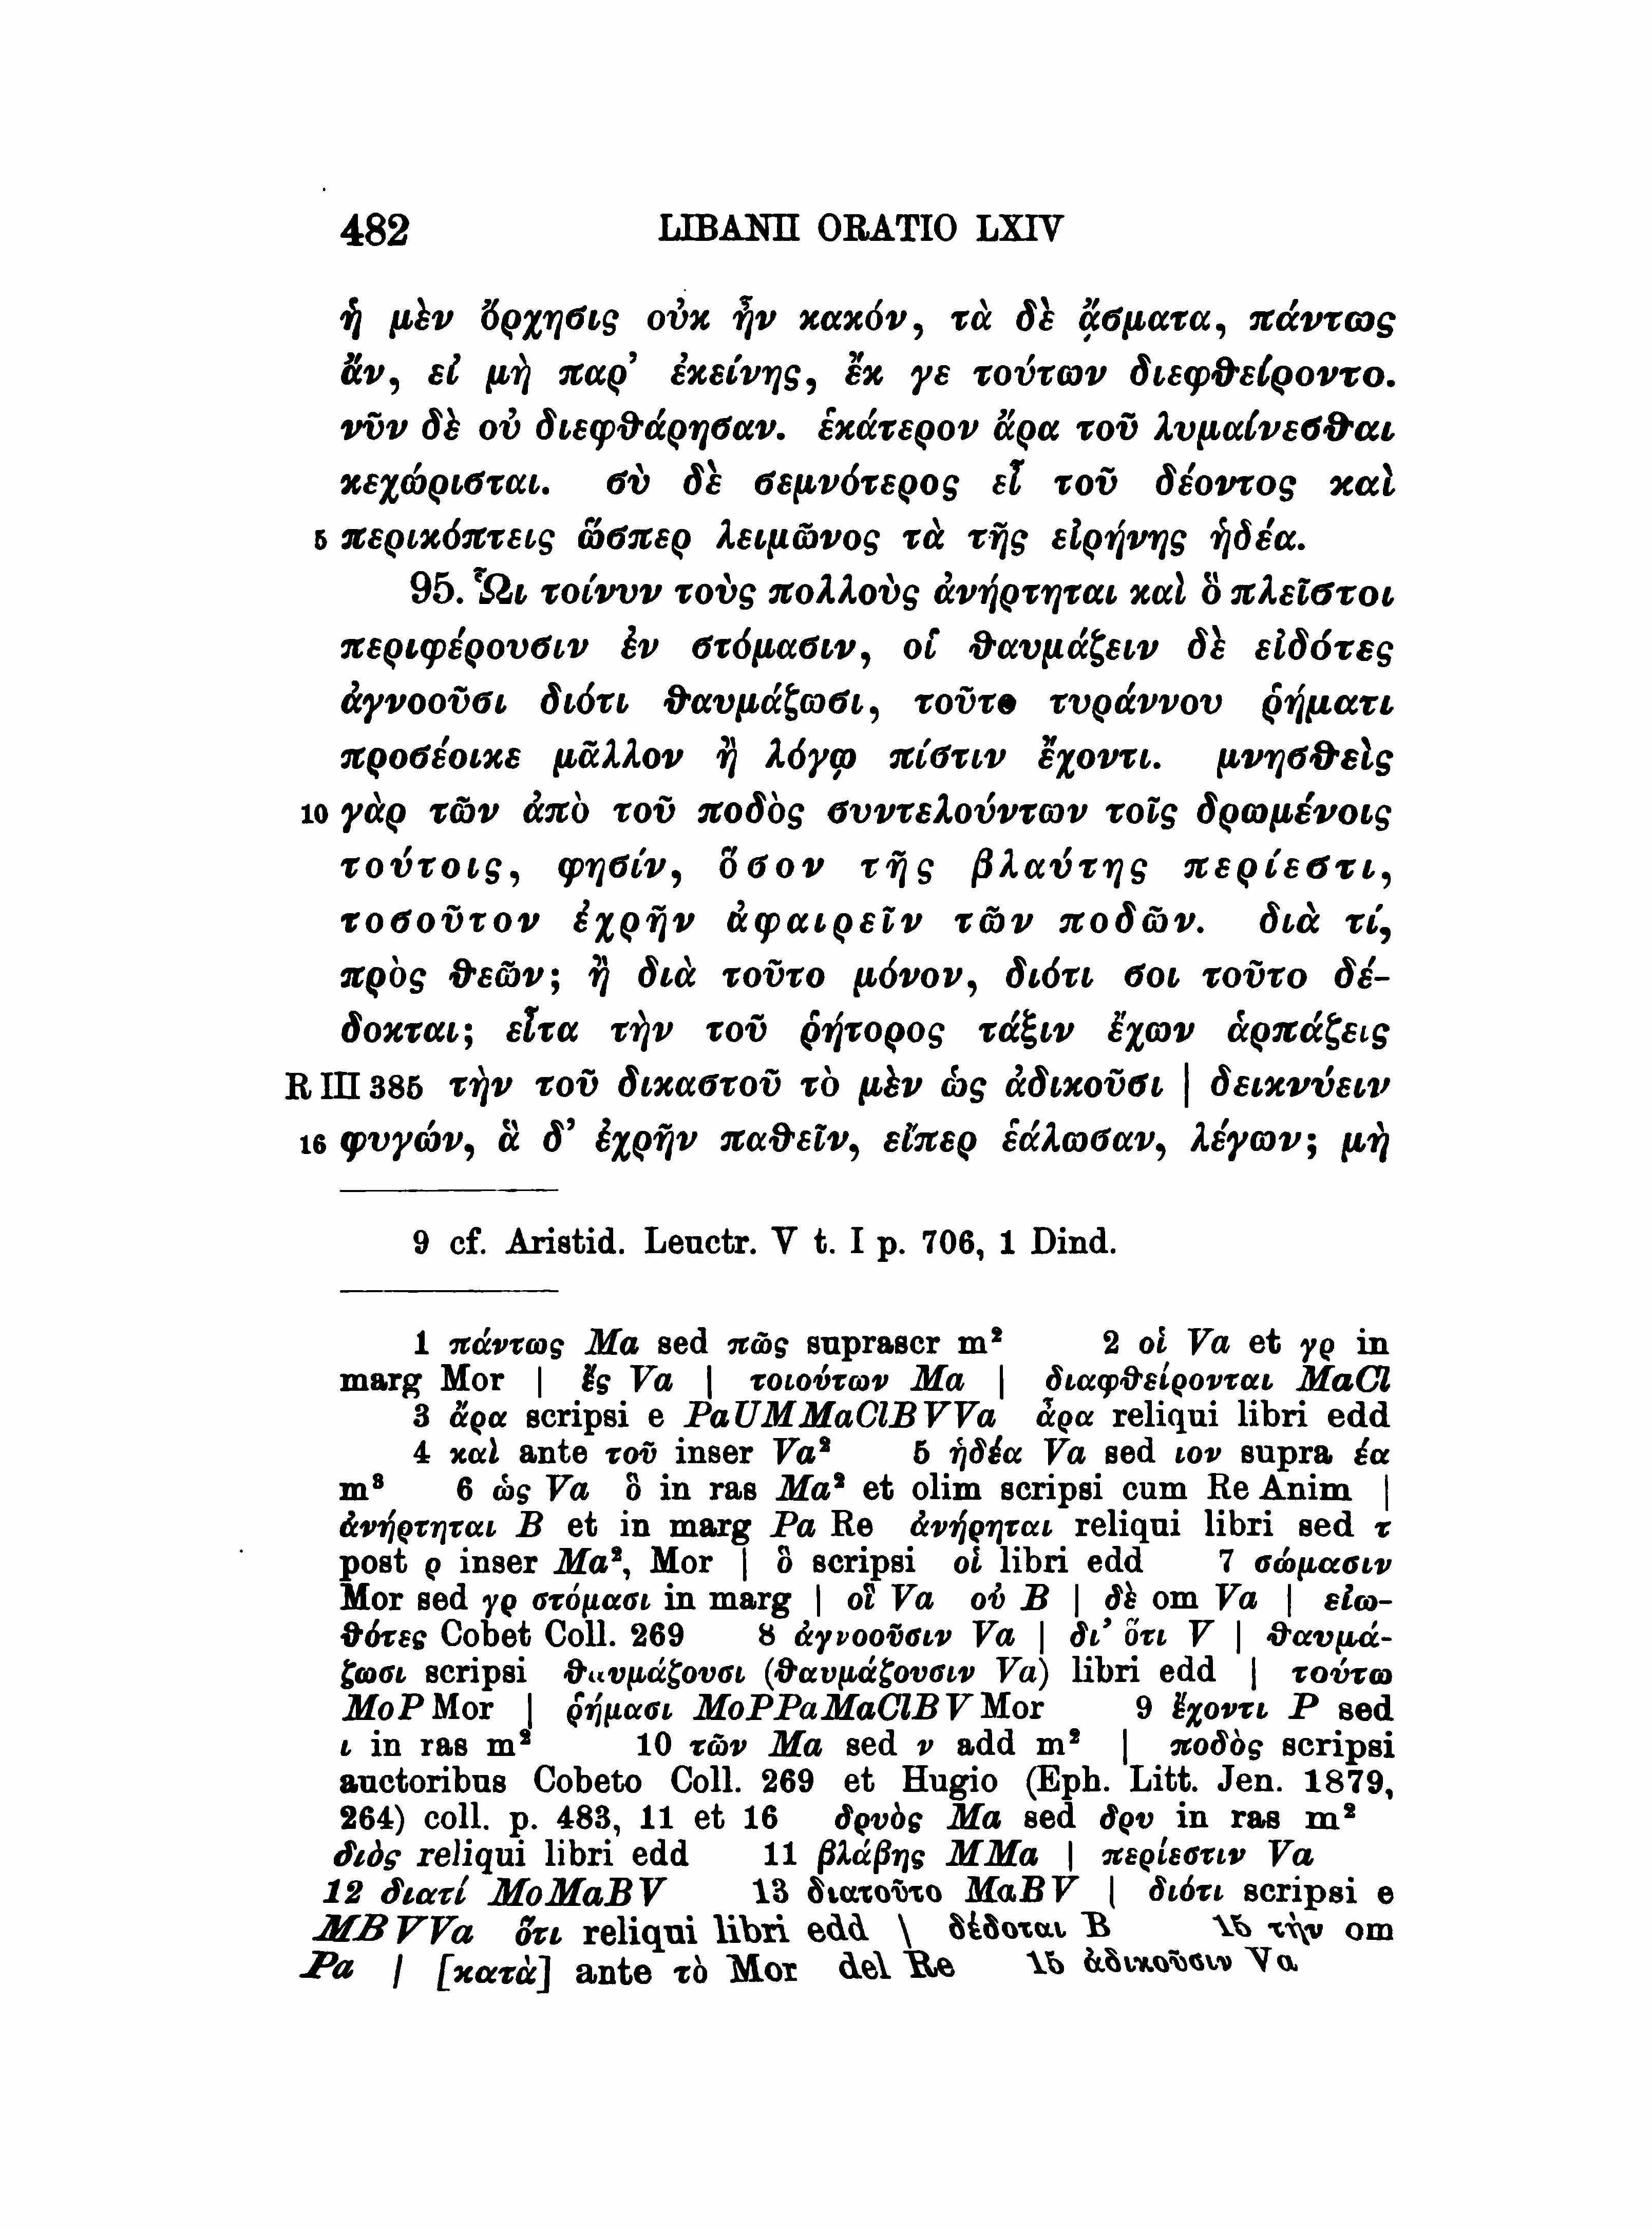 482 LIBANII ORATIO LXIV
ἡ μὲν ὄρχησις οὐκ ἦν κακόν, τὰ δὲ ᾄσματα, πάντως
ἄν, εἰ μὴ παρ’ ἐκείνης, ἔκ γε τούτων διεφθείροντο.
νῦν δὲ οὐ διεφθάρησαν. ἑκάτερον ἄρα τοῦ λυμαίνεσθαι
κεχώρισται. σὺ δὲ σεμνότερος εἶ τοῦ δέοντος καὶ
5 περικόπτεις ὥσπερ λειμῶνος τὰ τῆς εἰρήνης ἡδέα.
95. Ὧι τοίνυν τοὺς πολλοὺς ἀνήρτηται καὶ ὃ πλεῖστοι
περιφέρουσιν ἐν στόμασιν, οἳ θαυμάζειν δὲ εἰδότες
ἀγνοοῦσι διότι θαυμάζωσι, τοῦτο τυράννου ῥήματι
προσέοικε μᾶλλον ἢ λόγῳ πίστιν ἔχοντι. μνησθεὶς
10 γὰρ τῶν ἀπὸ τοῦ ποδὸς συντελούντων τοῖς δρωμένοις
τούτοις, φησίν, ὅσον τῆς βλαύτης περίεστι,
τοσοῦτον ἐχρῆν ἀφαιρεῖν τῶν ποδῶν. διὰ τί,
πρὸς θεῶν; ἢ διὰ τοῦτο μόνον, διότι σοι τοῦτο δέ-
δοκται; εἶτα τὴν τοῦ ῥήτορος τάξιν ἔχων ἁρπάζεις
R III 385 τὴν τοῦ δικαστοῦ τὸ μὲν ὡς ἀδικοῦσι | δεικνύειν
16 φυγών, ἃ δ’ ἐχρῆν παθεῖν, εἴπερ ἑάλωσαν, λέγων; μὴ
9 cf. Aristid. Leuctr. V t. I p. 706, 1 Dind.
1 πάντως Ma sed πῶς suprascr m² 2 οἱ Va et γρ in
marg Mor | ἔς Va | τοιούτων Ma | διαφθείρονται MaCl
3 ἄρα scripsi e PaUMMaClBVVa ἆρα reliqui libri edd
4 καὶ ante τοῦ inser Va² 5 ἡδέα Va sed ιον supra έα
m³ 6 ὡς Va ὃ in ras Ma² et olim scripsi cum Re Anim |
ἀνήρτηται B et in marg Pa Re ἀνήρηται reliqui libri sed τ
post ρ inser Ma², Mor | ὃ scripsi οἱ libri edd 7 σώμασιν
Mor sed γρ στόμασι in marg | οἳ Va οὐ B | δὲ om Va | εἰω-
θότες Cobet Coll. 269 8 ἀγνοοῦσιν Va | δι’ ὅτι V | θαυμά-
ζωσι scripsi θαυμάζουσι (θαυμάζουσιν Va) libri edd | τούτω
MoP Mor | ῥήμασι MoPPaMaClBV Mor 9 ἔχοντι P sed
ι in ras m² 10 τῶν Ma sed ν add m² | ποδὸς scripsi
auctoribus Cobeto Coll. 269 et Hugio (Eph. Litt. Jen. 1879,
264) coll. p. 483, 11 et 16 δρυὸς Ma sed δρυ in ras m²
διὸς reliqui libri edd 11 βλάβης MMa | περίεστιν Va
12 διατί MoMaBV 13 διατοῦτο MaBV | διότι scripsi e
MBVVa ὅτι reliqui libri edd \ δέδοται B 15 τὴν om
Pa | [κατὰ] ante τὸ Mor del Re 15 ἀδικοῦσιν Va